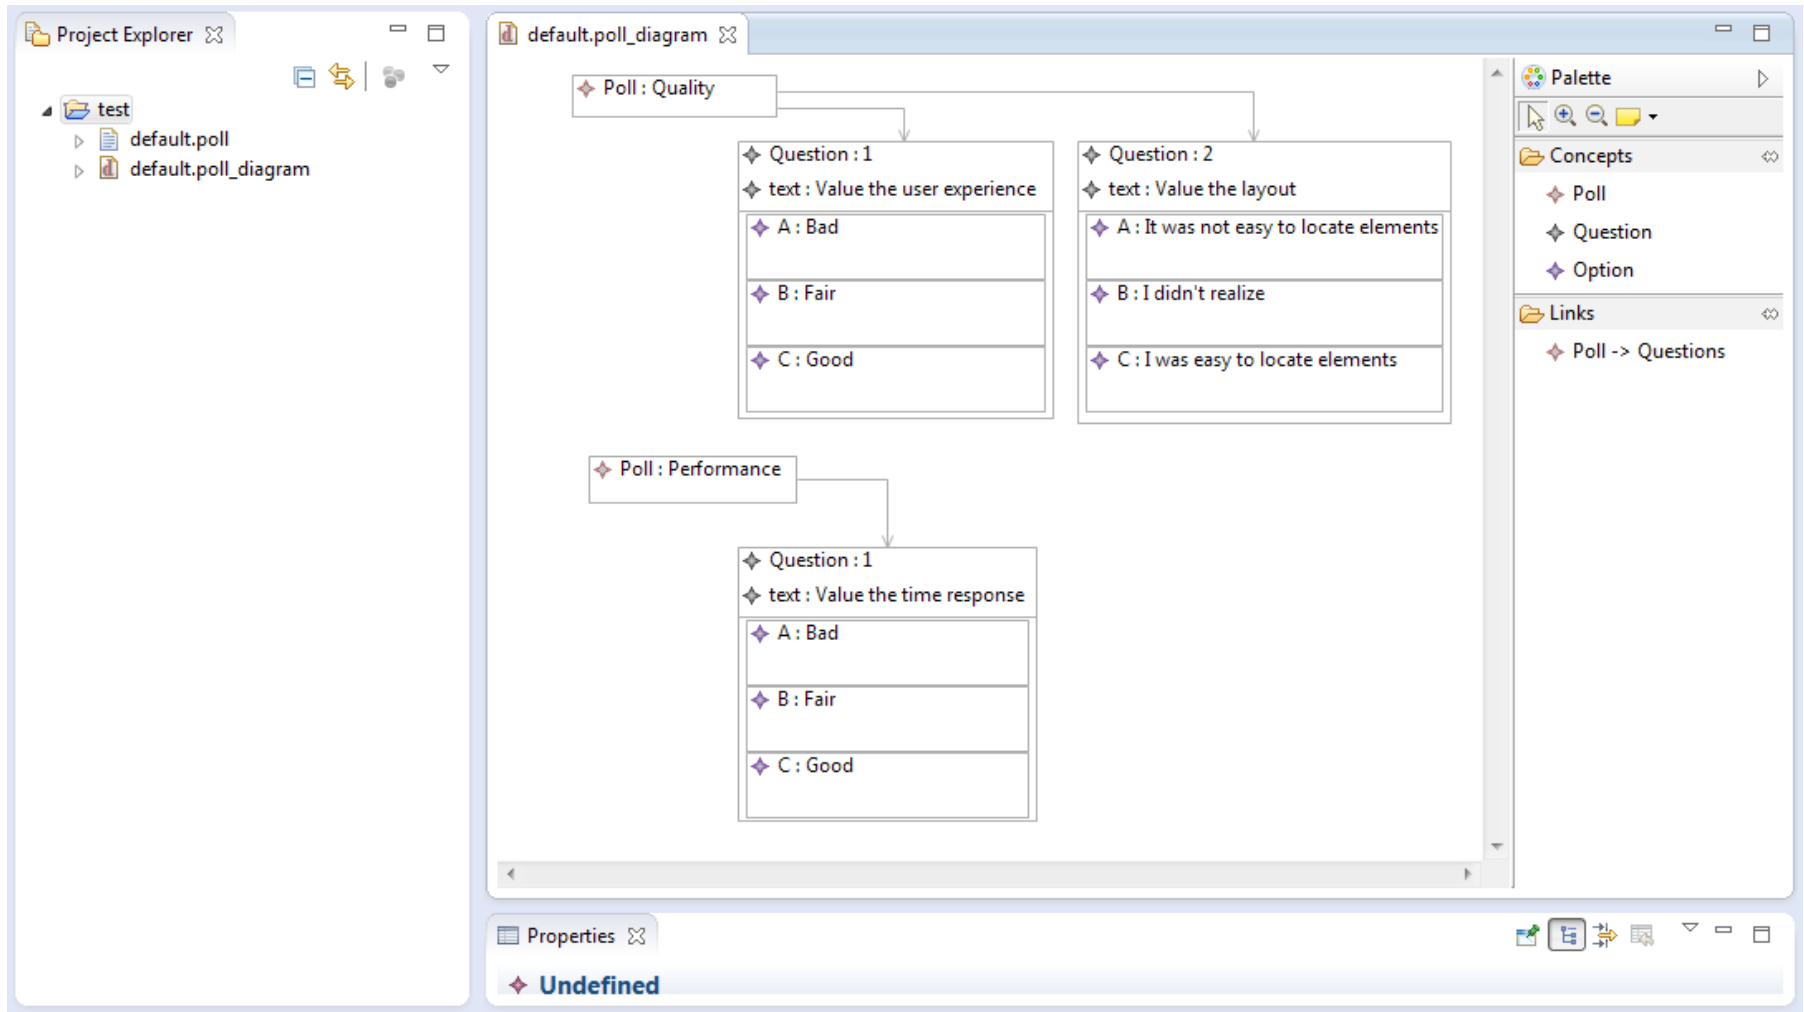 Project Explorer
test
default.poll
default.poll_diagram
default.poll_diagram
Poll : Quality
Question : 1
text : Value the user experience
A : Bad
B : Fair
C : Good
Question : 2
text : Value the layout
A : It was not easy to locate elements
B : I didn't realize
C : I was easy to locate elements
Poll : Performance
Question : 1
text : Value the time response
A : Bad
B : Fair
C : Good
Palette
Concepts
Poll
Question
Option
Links
Poll -> Questions
Properties
Undefined